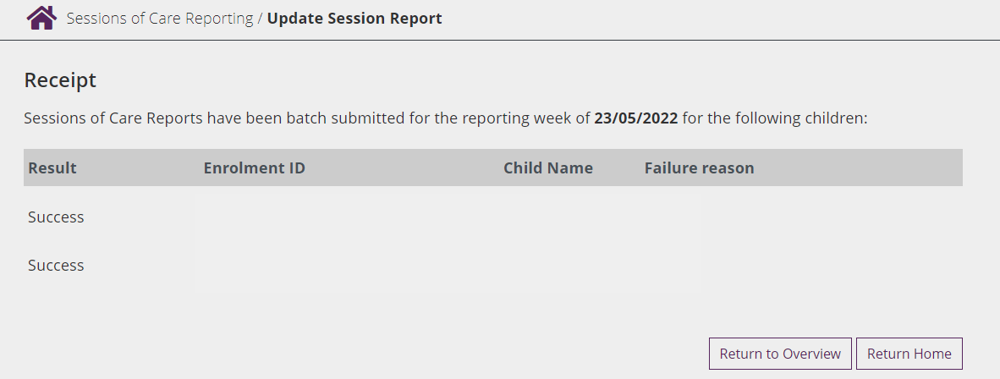 Sessions of Care Reporting / Update Session Report
Receipt
Sessions of Care Reports have been batch submitted for the reporting week of 23/05/2022 for the following children:
Result Enrolment ID Child Name Failure reason
Success
Success
Return to Overview Return Home